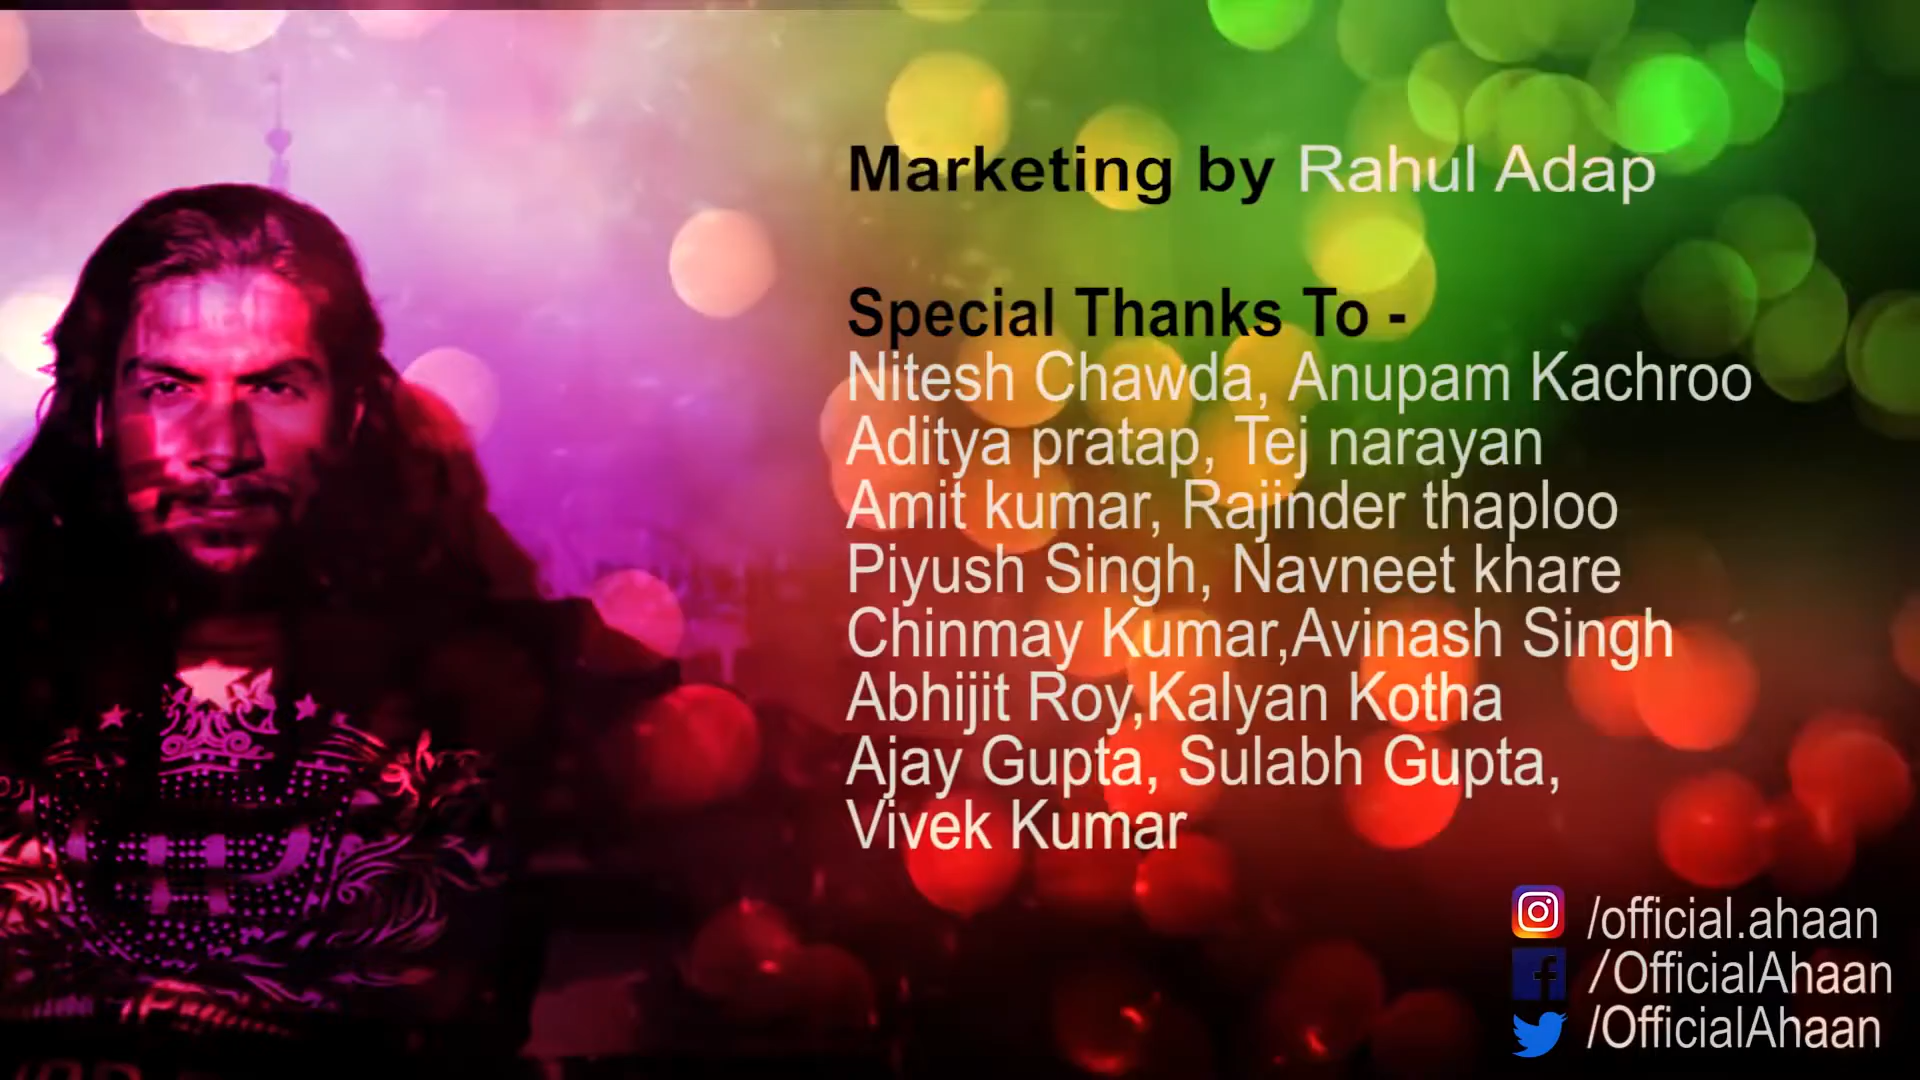 Marketing by Rahul Adap
Special Thanks To -
Nitesh Chawda, Anupam Kachroo
Aditya pratap, Tej narayan
Amit kumar, Rajinder thaploo
Piyush Singh, Navneet khare
Chinmay Kumar,Avinash Singh
Abhijit Roy,Kalyan Kotha
Ajay Gupta, Sulabh Gupta,
Vivek Kumar
/official.ahaan
/OfficialAhaan
/OfficialAhaan